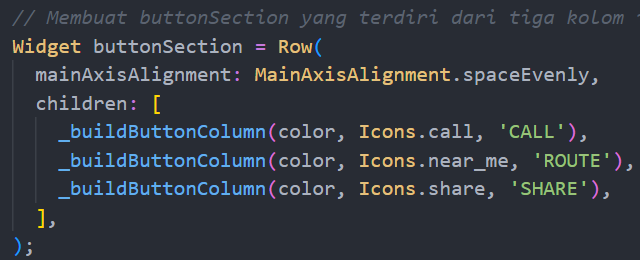 // Membuat buttonSection yang terdiri dari tiga kolom
Widget buttonSection = Row(
  mainAxisAlignment: MainAxisAlignment.spaceEvenly,
  children: [
    _buildButtonColumn(color, Icons.call, 'CALL'),
    _buildButtonColumn(color, Icons.near_me, 'ROUTE'),
    _buildButtonColumn(color, Icons.share, 'SHARE'),
  ],
);